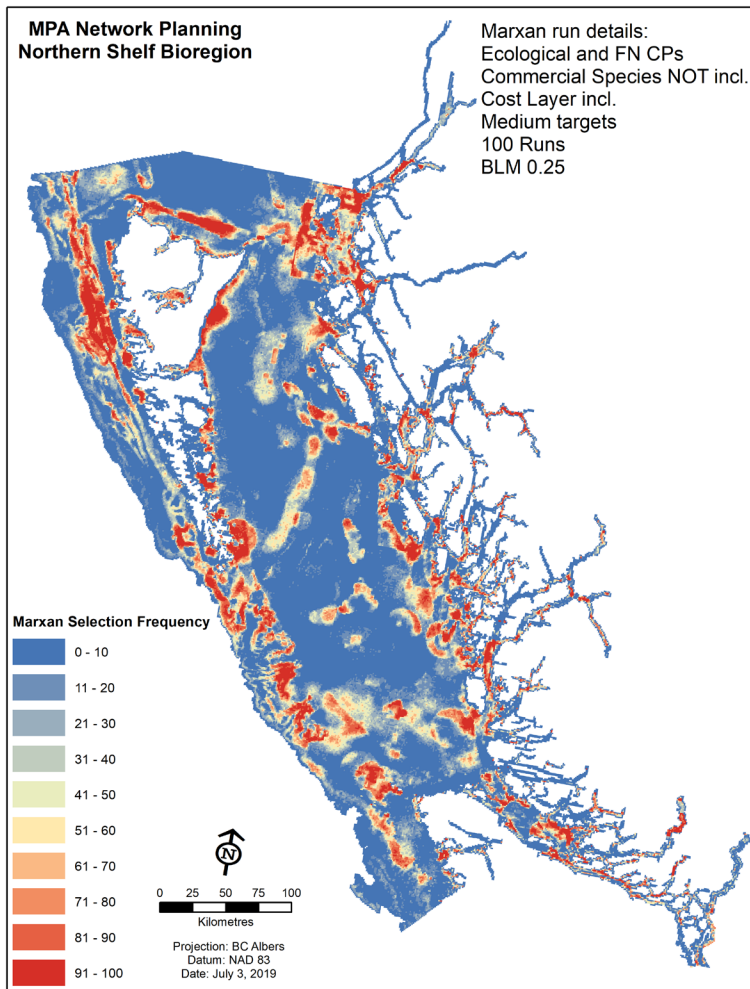 MPA Network Planning
Northern Shelf Bioregion
Marxan run details:
Ecological and FN CPs
Commercial Species NOT incl.
Cost Layer incl.
Medium targets
100 Runs
BLM 0.25
Marxan Selection Frequency
0 - 10
11 - 20
21 - 30
31 - 40
41 - 50
51 - 60
61 - 70
71 - 80
81 - 90
91 - 100
N
0 25 50 75 100
Kilometres
Projection: BC Albers
Datum: NAD 83
Date: July 3, 2019